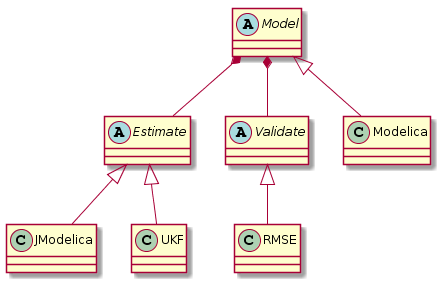 A Model
A Estimate
A Validate
C Modelica
C JModelica
C UKF
C RMSE